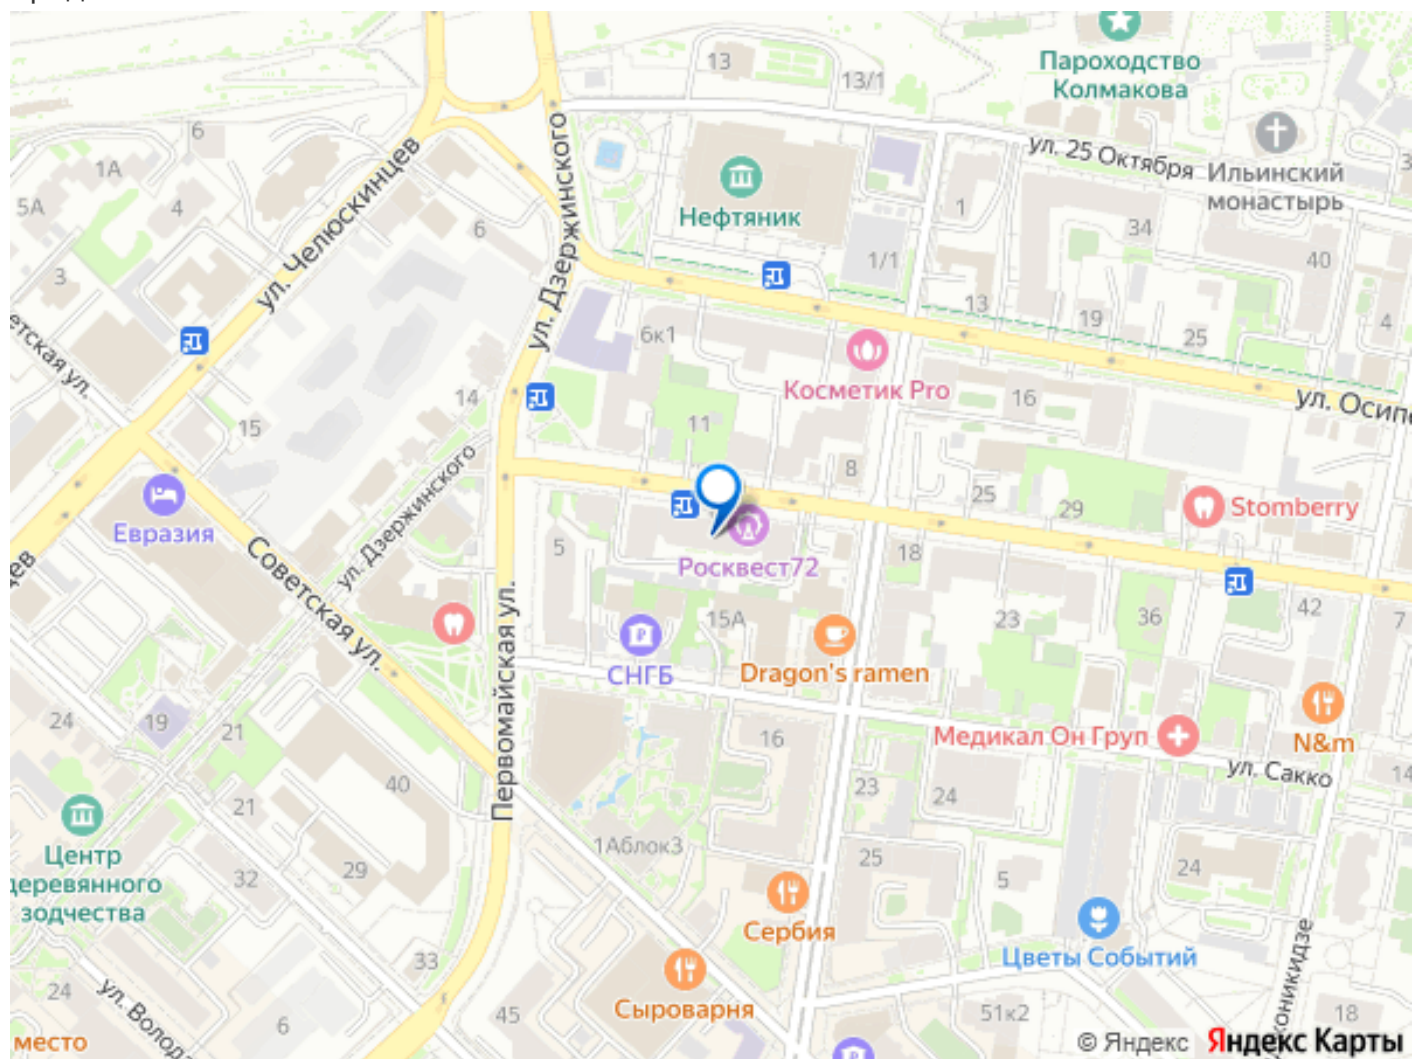 13
13/1
Пароходство
Колмакова
6
1А
ул. Челюскинцев
ул. Дзержинского
ул. 25 Октября
Ильинский
монастырь
5А
4
6
Нефтяник
1
34
3
1/1
40
13
19
25
4
6к1
Косметик Pro
16
ул. Осип
етская ул.
14
15
11
8
25
29
Stomberry
Евразия
ул. Дзержинского
Советская ул.
5
Росквест72
18
15А
23
36
42
7
СНГБ
Dragon's ramen
Первомайская ул.
24
19
21
16
Медикал Он Груп
N&m
ул. Сакко
14
40
21
23
24
Центр
деревянного
зодчества
32
29
1Аблок3
25
5
24
Сербия
Цветы Событий
33
24
ул. Волод
6
45
Сыроварня
51к2
18
коникидзе
место
© Яндекс Яндекс Карты